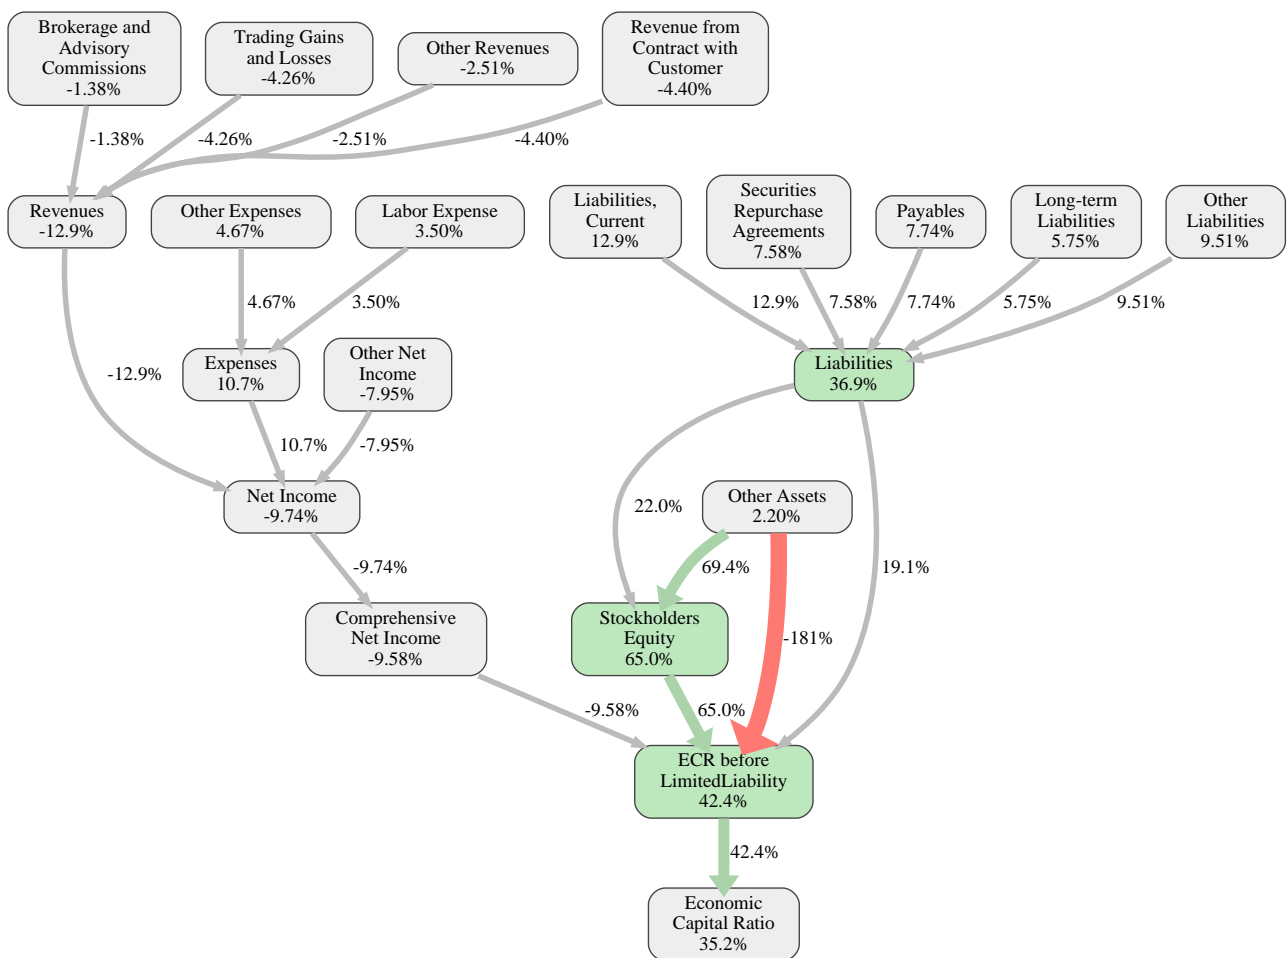 Brokerage and
Advisory
Commissions
-1.38%
Trading Gains
and Losses
-4.26%
Other Revenues
-2.51%
Revenue from
Contract with
Customer
-4.40%
-1.38%
-4.26%
-2.51%
-4.40%
Revenues
-12.9%
Other Expenses
4.67%
Labor Expense
3.50%
Liabilities,
Current
12.9%
Securities
Repurchase
Agreements
7.58%
Payables
7.74%
Long-term
Liabilities
5.75%
Other
Liabilities
9.51%
4.67%
3.50%
12.9%
7.58%
7.74%
5.75%
9.51%
-12.9%
Expenses
10.7%
Other Net
Income
-7.95%
Liabilities
36.9%
10.7%
-7.95%
Net Income
-9.74%
22.0%
Other Assets
2.20%
-9.74%
69.4%
19.1%
Comprehensive
Net Income
-9.58%
Stockholders
Equity
65.0%
-181%
-9.58%
65.0%
ECR before
LimitedLiability
42.4%
42.4%
Economic
Capital Ratio
35.2%